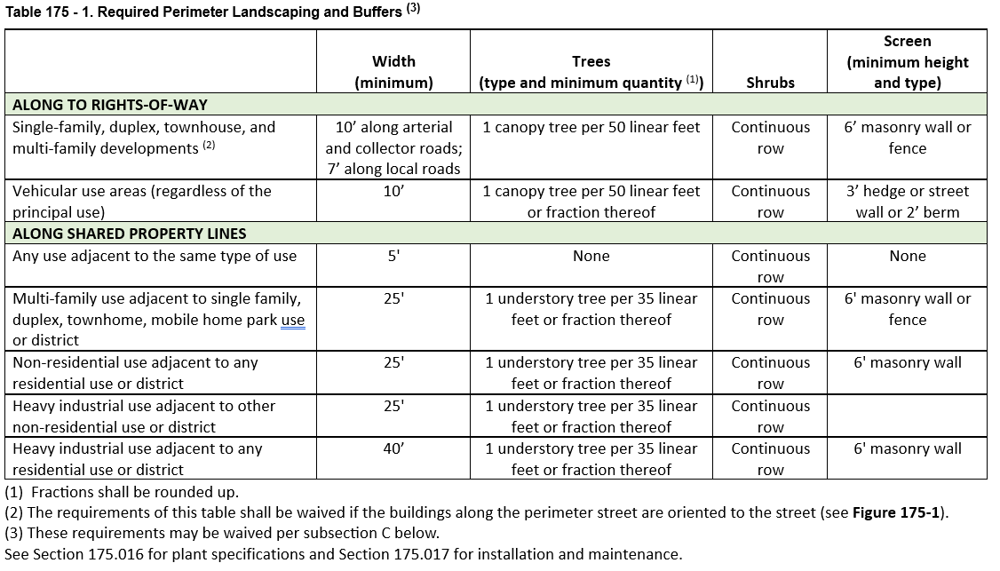 Table 175 - 1. Required Perimeter Landscaping and Buffers (3)
Width
(minimum)
Trees
(type and minimum quantity (1))
Shrubs
Screen
(minimum height
and type)
ALONG TO RIGHTS-OF-WAY
Single-family, duplex, townhouse, and
multi-family developments (2)
10’ along arterial
and collector roads;
7’ along local roads
1 canopy tree per 50 linear feet
Continuous
row
6’ masonry wall or
fence
Vehicular use areas (regardless of the
principal use)
10’
1 canopy tree per 50 linear feet
or fraction thereof
Continuous
row
3’ hedge or street
wall or 2’ berm
ALONG SHARED PROPERTY LINES
Any use adjacent to the same type of use
5'
None
Continuous
row
None
Multi-family use adjacent to single family,
duplex, townhome, mobile home park use
or district
25'
1 understory tree per 35 linear
feet or fraction thereof
Continuous
row
6' masonry wall or
fence
Non-residential use adjacent to any
residential use or district
25'
1 understory tree per 35 linear
feet or fraction thereof
Continuous
row
6' masonry wall
Heavy industrial use adjacent to other
non-residential use or district
25'
1 understory tree per 35 linear
feet or fraction thereof
Continuous
row
Heavy industrial use adjacent to any
residential use or district
40’
1 understory tree per 35 linear
feet or fraction thereof
Continuous
row
6' masonry wall
(1) Fractions shall be rounded up.
(2) The requirements of this table shall be waived if the buildings along the perimeter street are oriented to the street (see Figure 175-1).
(3) These requirements may be waived per subsection C below.
See Section 175.016 for plant specifications and Section 175.017 for installation and maintenance.